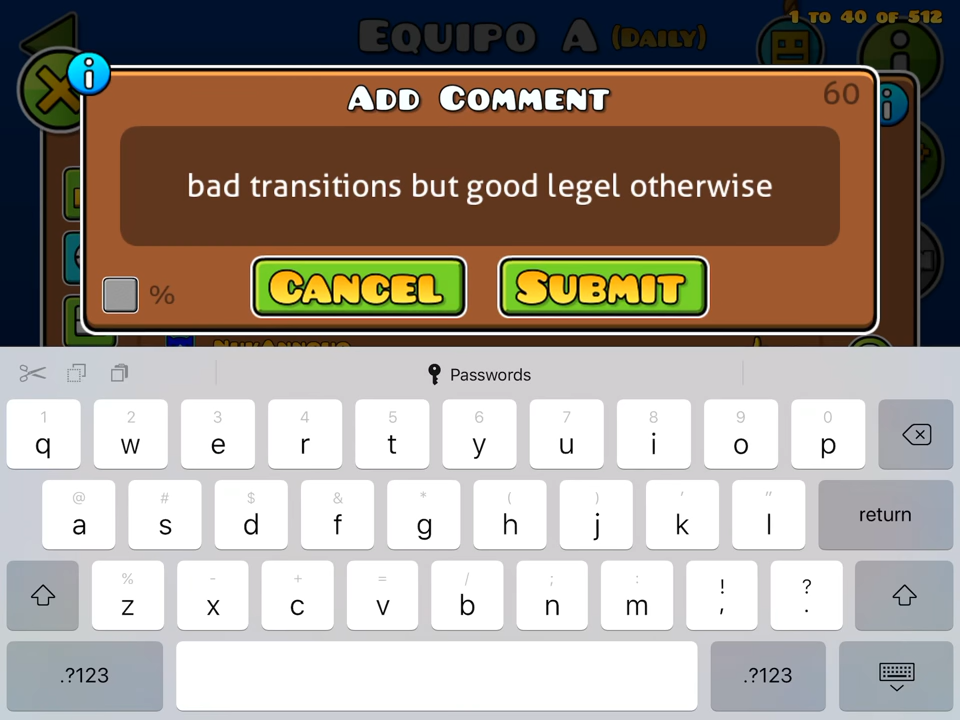 1 TO 40 OF 512
EQUIPO A (DAILY)
ADD COMMENT
60
bad transitions but good legel otherwise
%
CANCEL
SUBMIT
Passwords
1 2 3 4 5 6 7 8 9 0
q w e r t y u i o p
@ # $ & * ( ) ' "
a s d f g h j k l
return
% - + = / ; : ! ?
z x c v b n m , .
.?123
.?123